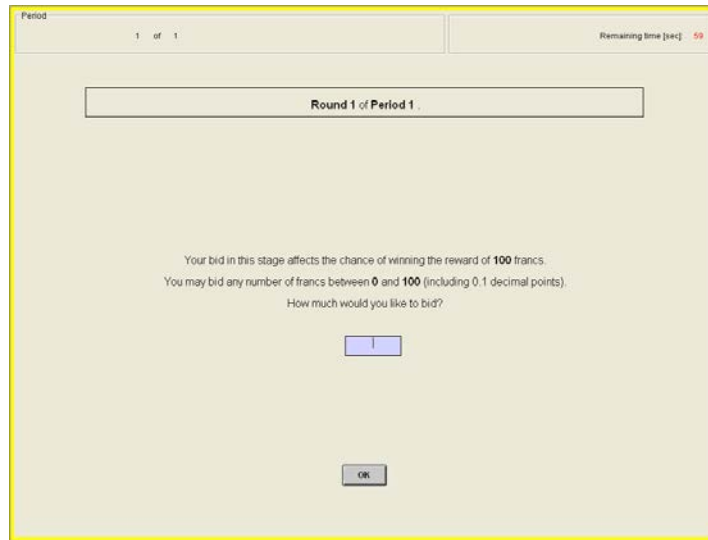 Period
1 of 1
Remaining time [sec]: 59
Round 1 of Period 1 .
Your bid in this stage affects the chance of winning the reward of 100 francs.
You may bid any number of francs between 0 and 100 (including 0.1 decimal points).
How much would you like to bid?
OK